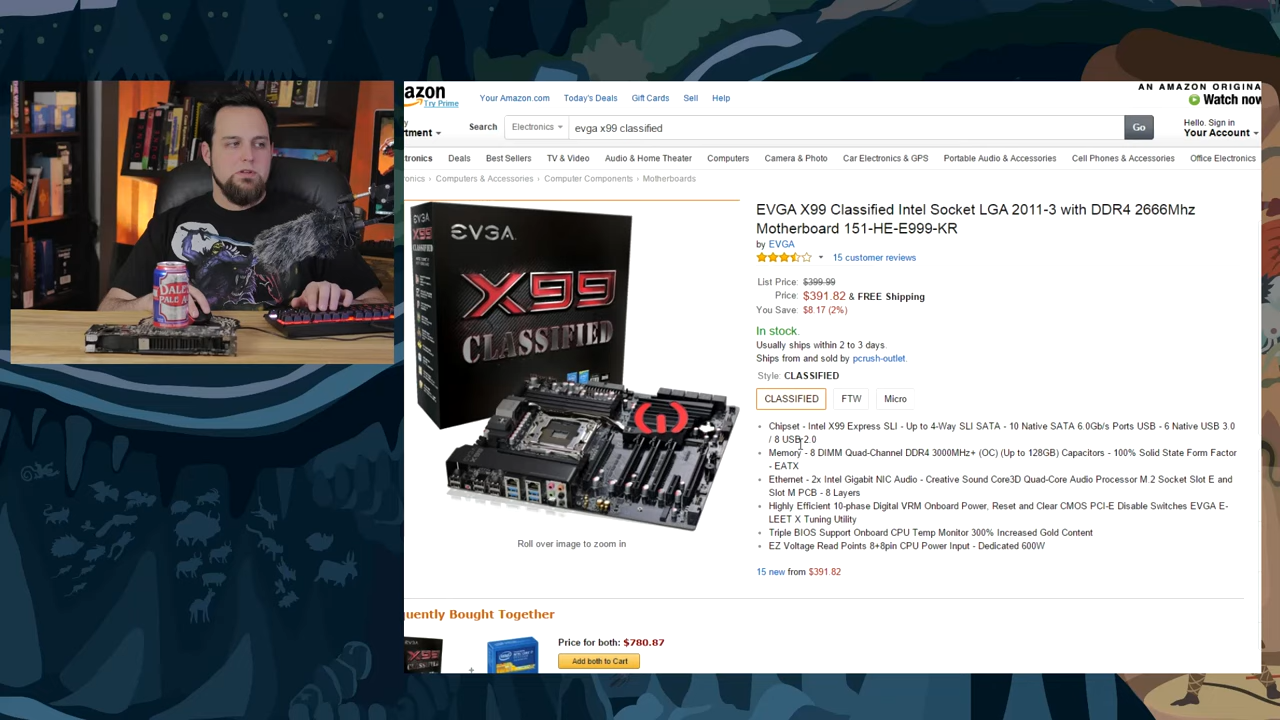 azon
Try Prime
Your Amazon.com Today's Deals Gift Cards Sell Help
AN AMAZON ORIGINA
Watch now
y
tment
Search Electronics evga x99 classified Go
Hello. Sign in
Your Account
tronics Deals Best Sellers TV & Video Audio & Home Theater Computers Camera & Photo Car Electronics & GPS Portable Audio & Accessories Cell Phones & Accessories Office Electronics
ronics › Computers & Accessories › Computer Components › Motherboards
EVGA
X99
EVGA
X99
CLASSIFIED
EVGA X99 Classified Intel Socket LGA 2011-3 with DDR4 2666Mhz
Motherboard 151-HE-E999-KR
by EVGA
15 customer reviews
List Price: $399.99
Price: $391.82 & FREE Shipping
You Save: $8.17 (2%)
In stock.
Usually ships within 2 to 3 days.
Ships from and sold by pcrush-outlet.
Style: CLASSIFIED
CLASSIFIED FTW Micro
Chipset - Intel X99 Express SLI - Up to 4-Way SLI SATA - 10 Native SATA 6.0Gb/s Ports USB - 6 Native USB 3.0
/ 8 USB 2.0
Memory - 8 DIMM Quad-Channel DDR4 3000MHz+ (OC) (Up to 128GB) Capacitors - 100% Solid State Form Factor
- EATX
Ethernet - 2x Intel Gigabit NIC Audio - Creative Sound Core3D Quad-Core Audio Processor M.2 Socket Slot E and
Slot M PCB - 8 Layers
Highly Efficient 10-phase Digital VRM Onboard Power, Reset and Clear CMOS PCI-E Disable Switches EVGA E-
LEET X Tuning Utility
Triple BIOS Support Onboard CPU Temp Monitor 300% Increased Gold Content
EZ Voltage Read Points 8+8pin CPU Power Input - Dedicated 600W
Roll over image to zoom in
15 new from $391.82
quently Bought Together
Price for both: $780.87
+
Add both to Cart
DALE'S
PALE A